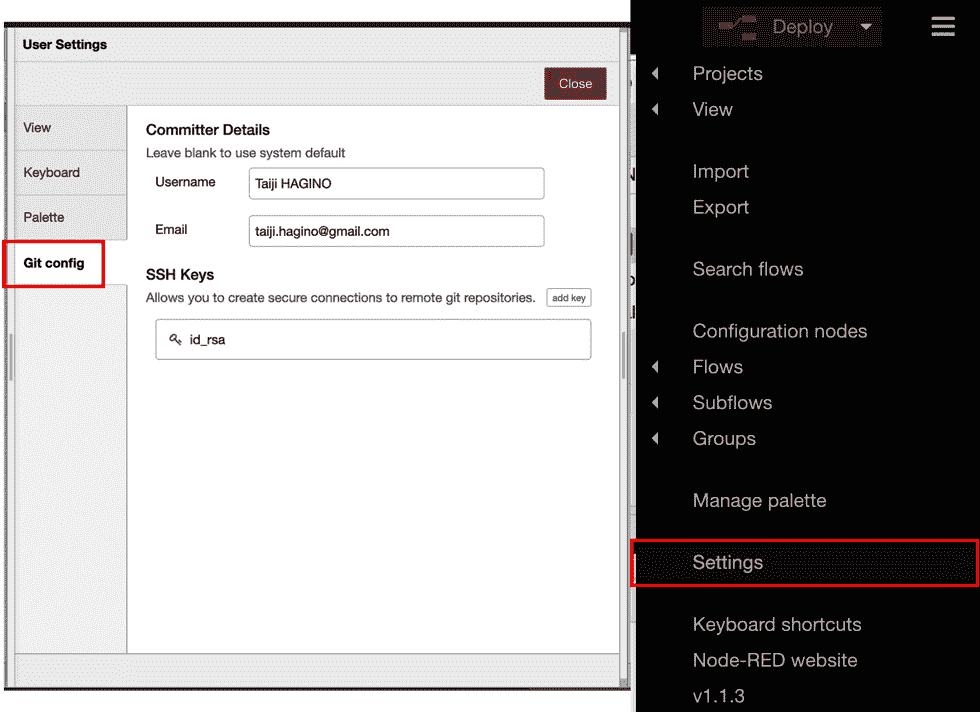 User Settings
Close
View
Keyboard
Palette
Git config
Committer Details
Leave blank to use system default
Username
Taiji HAGINO
Email
taiji.hagino@gmail.com
SSH Keys
Allows you to create secure connections to remote git repositories.
add key
id_rsa
Deploy
Projects
View
Import
Export
Search flows
Configuration nodes
Flows
Subflows
Groups
Manage palette
Settings
Keyboard shortcuts
Node-RED website
v1.1.3